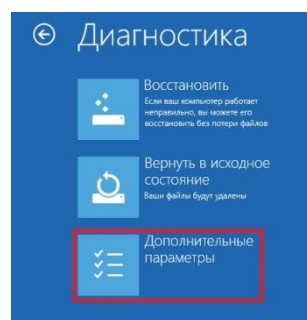 Диагностика
Восстановить
Если ваш компьютер работает
неправильно, вы можете его
восстановить без потери файлов
Вернуть в исходное
состояние
Ваши файлы будут удалены
Дополнительные
параметры